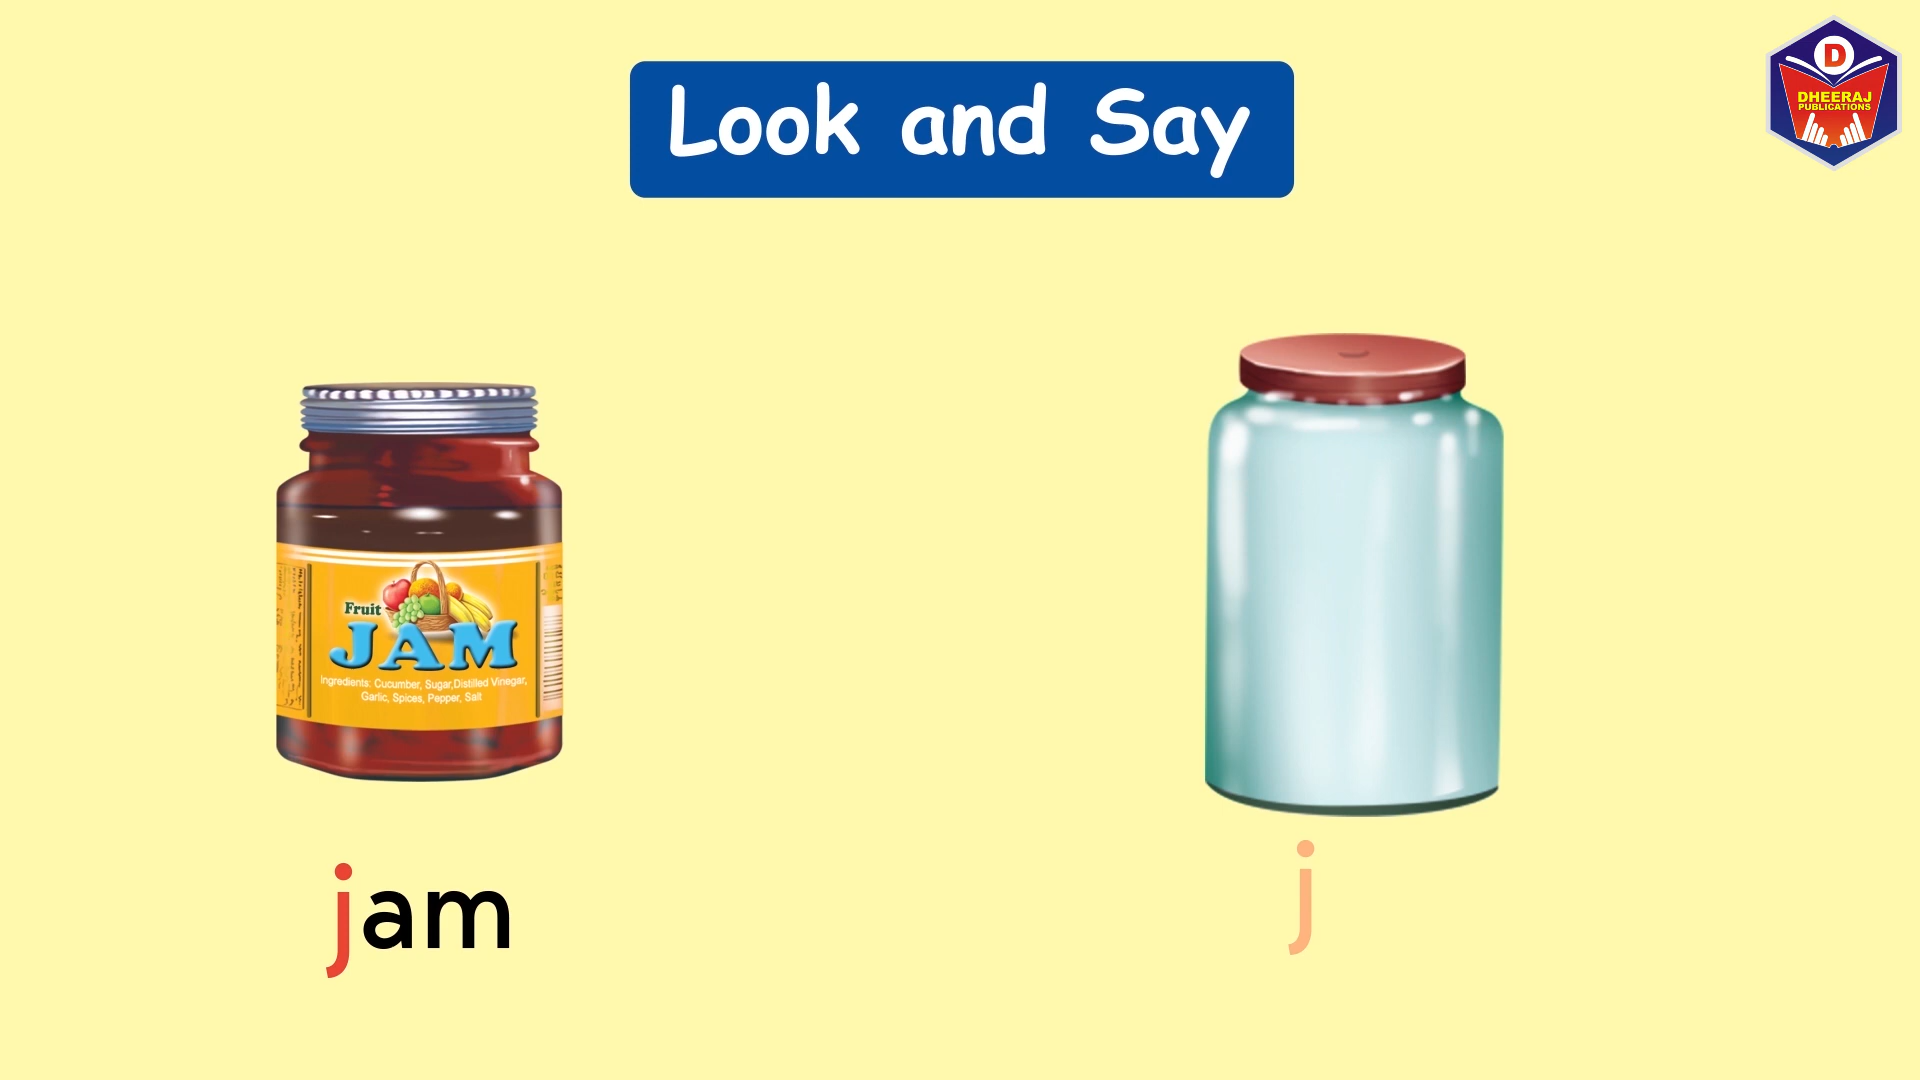 Look and Say
D
DHEERAJ
PUBLICATIONS
Fruit
JAM
Ingredients: Cucumber, Sugar,Distilled Vinegar,
Garlic, Spices, Pepper, Salt
jam
j